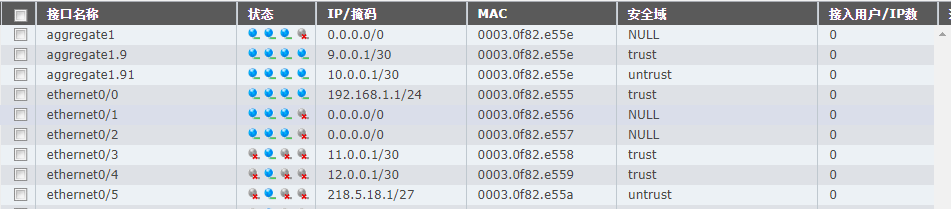 接口名称 状态 IP/掩码 MAC 安全域 接入用户/IP数
aggregate1 0.0.0.0/0 0003.0f82.e55e NULL 0
aggregate1.9 9.0.0.1/30 0003.0f82.e55e trust 0
aggregate1.91 10.0.0.1/30 0003.0f82.e55e untrust 0
ethernet0/0 192.168.1.1/24 0003.0f82.e555 trust 0
ethernet0/1 0.0.0.0/0 0003.0f82.e556 NULL 0
ethernet0/2 0.0.0.0/0 0003.0f82.e557 NULL 0
ethernet0/3 11.0.0.1/30 0003.0f82.e558 trust 0
ethernet0/4 12.0.0.1/30 0003.0f82.e559 trust 0
ethernet0/5 218.5.18.1/27 0003.0f82.e55a untrust 0